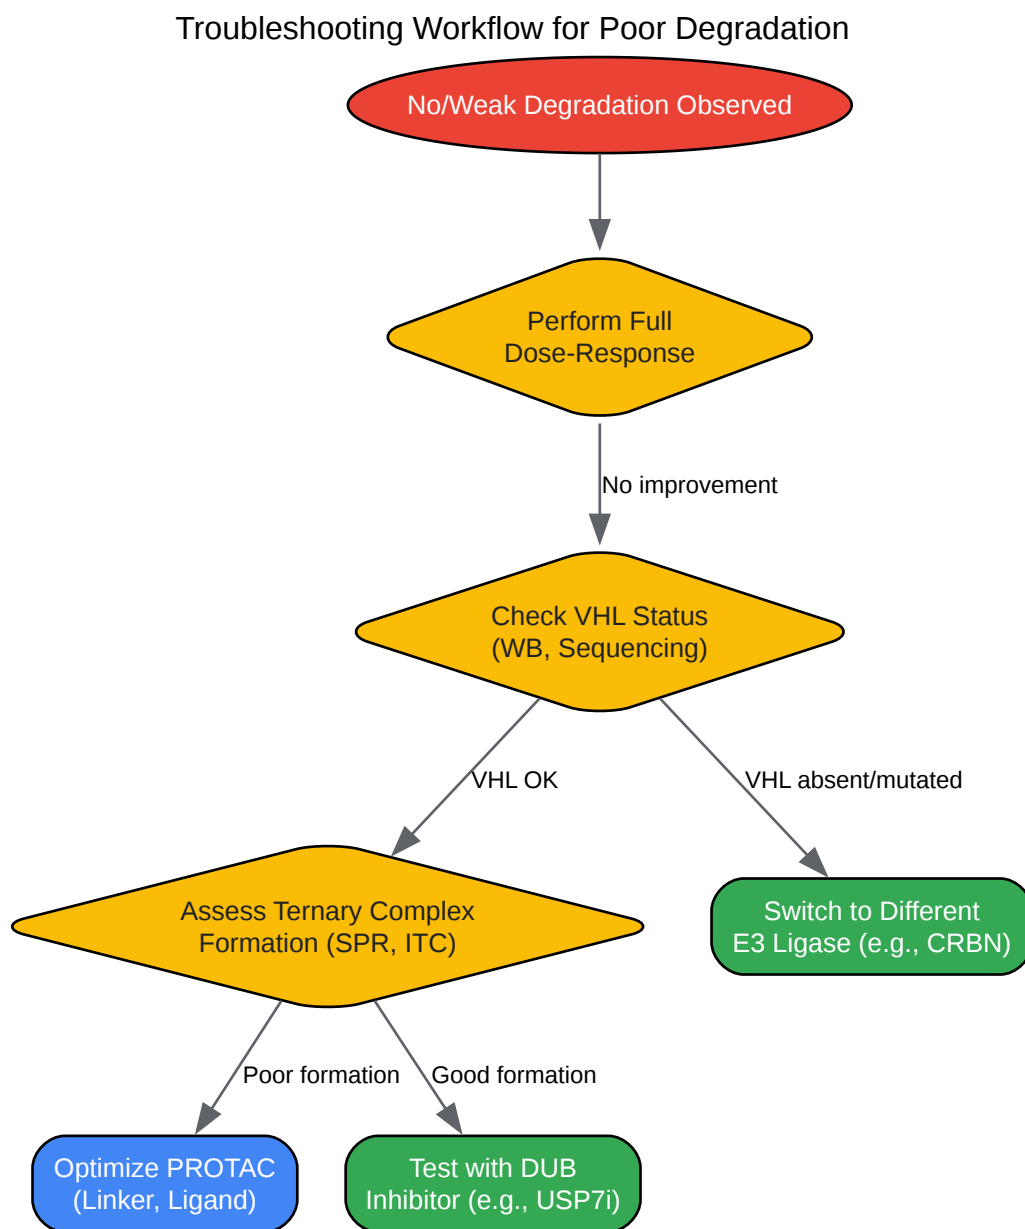 Troubleshooting Workflow for Poor Degradation
No/Weak Degradation Observed
Perform Full
Dose-Response
No improvement
Check VHL Status
(WB, Sequencing)
VHL OK
VHL absent/mutated
Assess Ternary Complex
Formation (SPR, ITC)
Switch to Different
E3 Ligase (e.g., CRBN)
Poor formation
Good formation
Optimize PROTAC
(Linker, Ligand)
Test with DUB
Inhibitor (e.g., USP7i)